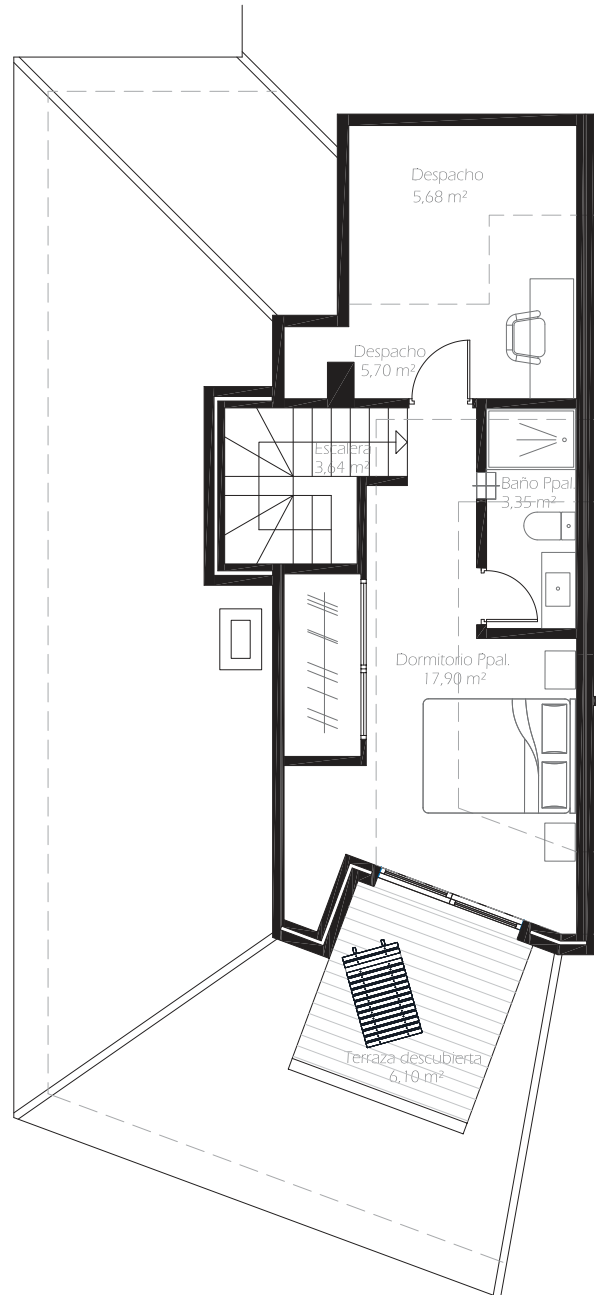 Despacho
5,68 m²
Despacho
5,70 m²
Escalera
3,64 m²
Baño Ppal.
3,35 m²
Dormitorio Ppal.
17,90 m²
Terraza descubierta
6,10 m²